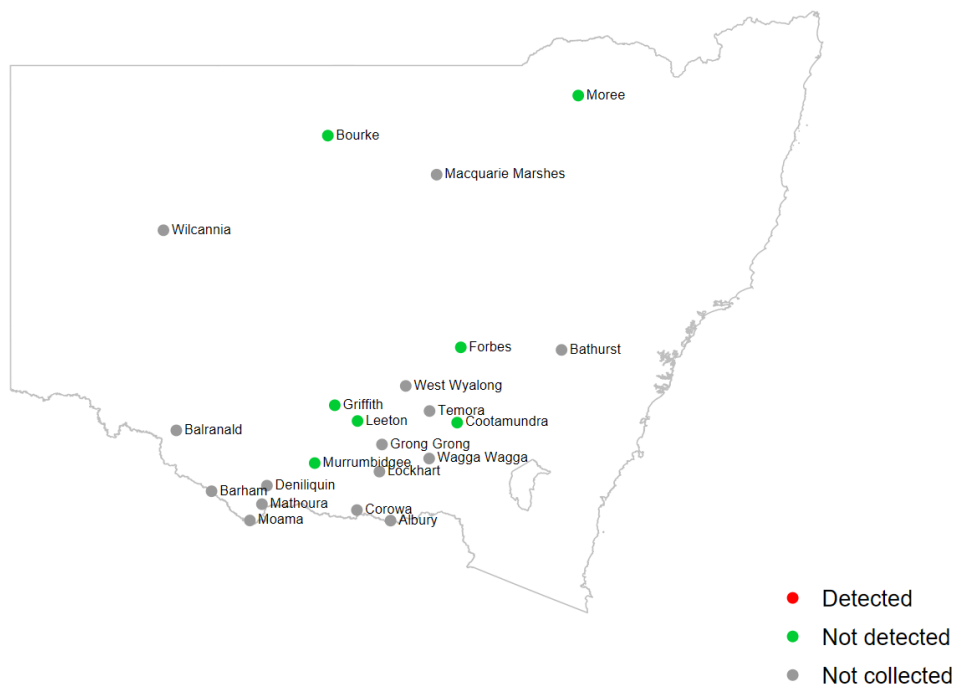 Moree
Bourke
Macquarie Marshes
Wilcannia
Forbes
Bathurst
West Wyalong
Griffith
Temora
Leeton
Cootamundra
Balranald
Grong Grong
Wagga Wagga
Murrumbidgee
Lockhart
Deniliquin
Barham
Mathoura
Corowa
Moama
Albury
Detected
Not detected
Not collected